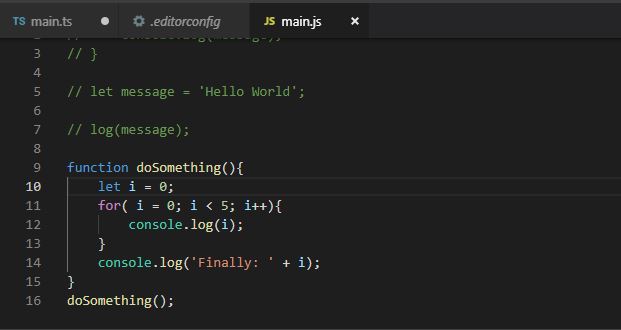 TS main.ts .editorconfig JS main.js ×
3 // }
4
5 // let message = 'Hello World';
6
7 // log(message);
8
9 function doSomething(){
10     let i = 0;
11     for( i = 0; i < 5; i++){
12         console.log(i);
13     }
14     console.log('Finally: ' + i);
15 }
16 doSomething();